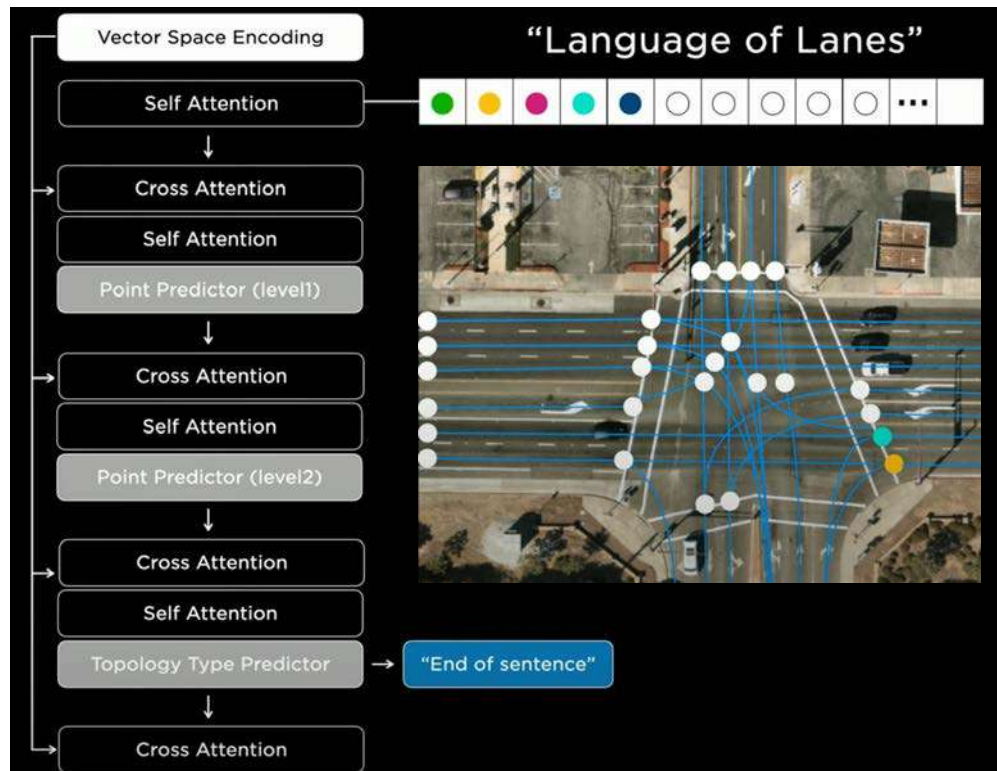 Vector Space Encoding
“Language of Lanes”
Self Attention
...
Cross Attention
Self Attention
Point Predictor (level1)
Cross Attention
Self Attention
Point Predictor (level2)
Cross Attention
Self Attention
Topology Type Predictor
“End of sentence”
Cross Attention